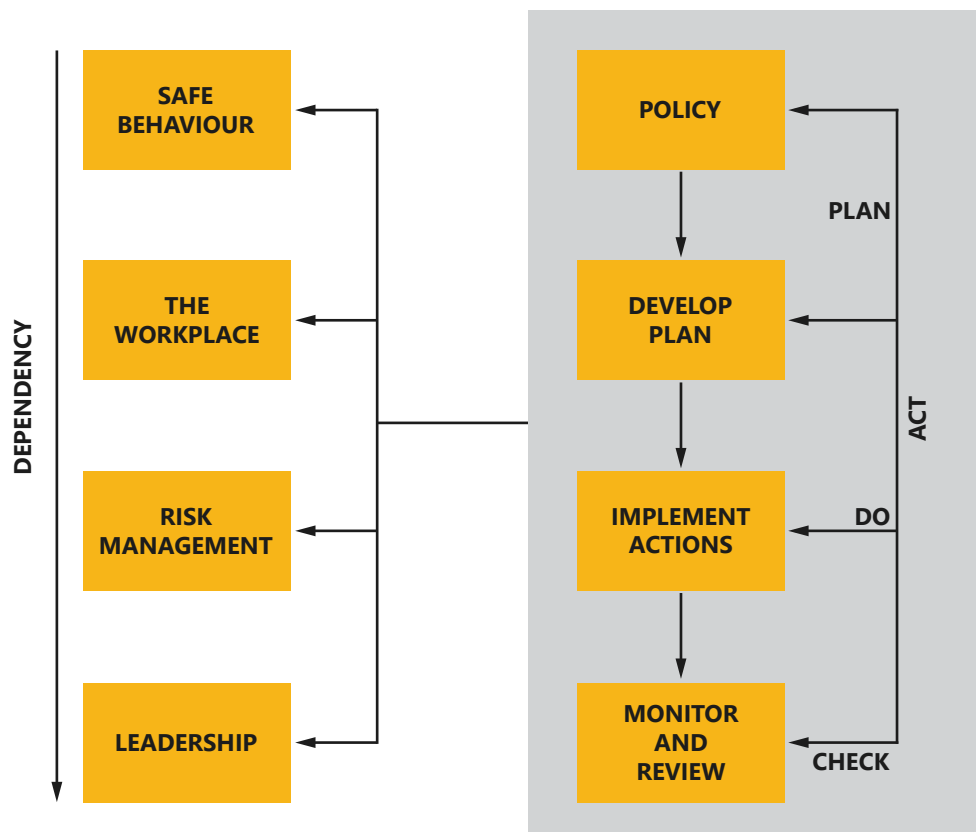 DEPENDENCY
SAFE
BEHAVIOUR
THE
WORKPLACE
RISK
MANAGEMENT
LEADERSHIP
POLICY
PLAN
DEVELOP
PLAN
ACT
IMPLEMENT
ACTIONS
DO
MONITOR
AND
REVIEW
CHECK